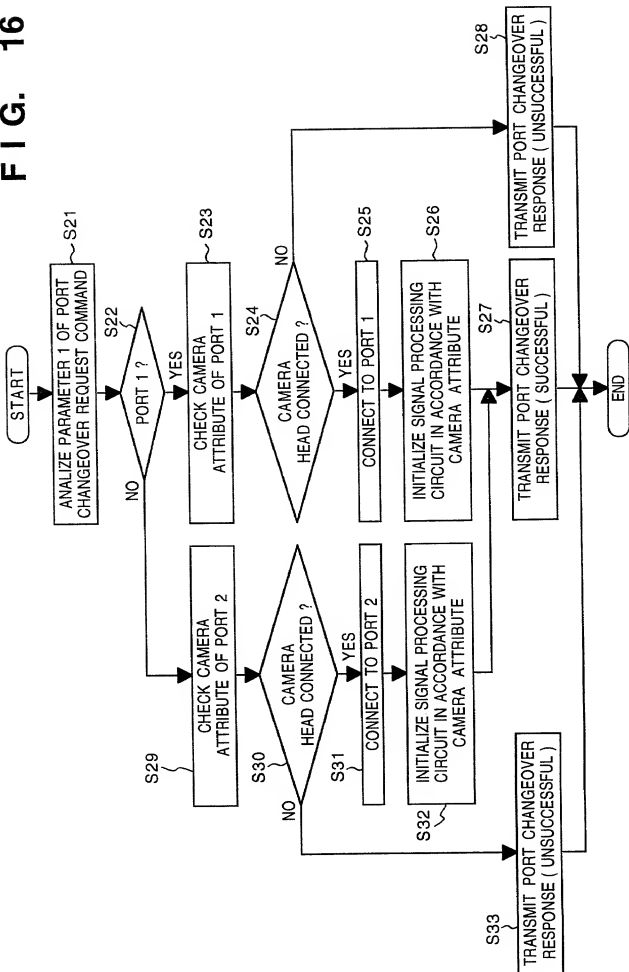 FIG. 16
START
S21
ANALIZE PARAMETER 1 OF PORT
CHANGEOVER REQUEST COMMAND
S22
PORT 1 ?
NO
YES
S23
CHECK CAMERA
ATTRIBUTE OF PORT 1
S24
CAMERA
HEAD CONNECTED ?
NO
YES
S25
CONNECT TO PORT 1
S26
INITIALIZE SIGNAL PROCESSING
CIRCUIT IN ACCORDANCE WITH
CAMERA ATTRIBUTE
S27
TRANSMIT PORT CHANGEOVER
RESPONSE ( SUCCESSFUL )
S28
TRANSMIT PORT CHANGEOVER
RESPONSE ( UNSUCCESSFUL )
S29
CHECK CAMERA
ATTRIBUTE OF PORT 2
S30
CAMERA
HEAD CONNECTED ?
NO
YES
S31
CONNECT TO PORT 2
S32
INITIALIZE SIGNAL PROCESSING
CIRCUIT IN ACCORDANCE WITH
CAMERA ATTRIBUTE
S33
TRANSMIT PORT CHANGEOVER
RESPONSE ( UNSUCCESSFUL )
END